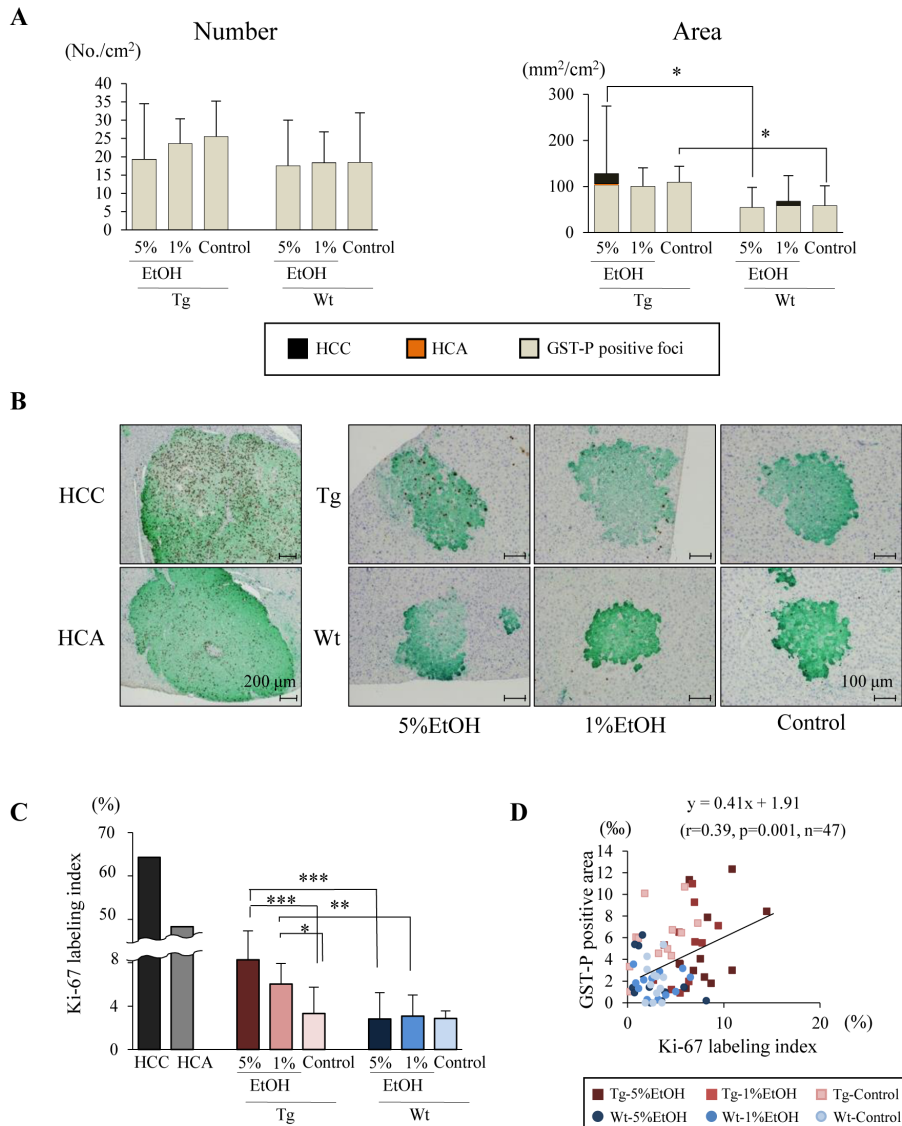 A
Number
(No./cm2)
40
35
30
25
20
15
10
5
0
5% 1% Control 5% 1% Control
EtOH EtOH
Tg Wt
Area
(mm2/cm2)
300
200
100
0
*
*
5% 1% Control 5% 1% Control
EtOH EtOH
Tg Wt
HCC HCA GST-P positive foci
B
HCC
HCA
200 μm
Tg
Wt
100 μm
5%EtOH 1%EtOH Control
C
(%)
Ki-67 labeling index
70
60
50
8
4
0
***
***
**
*
HCC HCA 5% 1% Control 5% 1% Control
EtOH EtOH
Tg Wt
D
y = 0.41x + 1.91
(r=0.39, p=0.001, n=47)
(‰)
GST-P positive area
14
12
10
8
6
4
2
0
0 10 20
(%)
Ki-67 labeling index
Tg-5%EtOH Tg-1%EtOH Tg-Control
Wt-5%EtOH Wt-1%EtOH Wt-Control